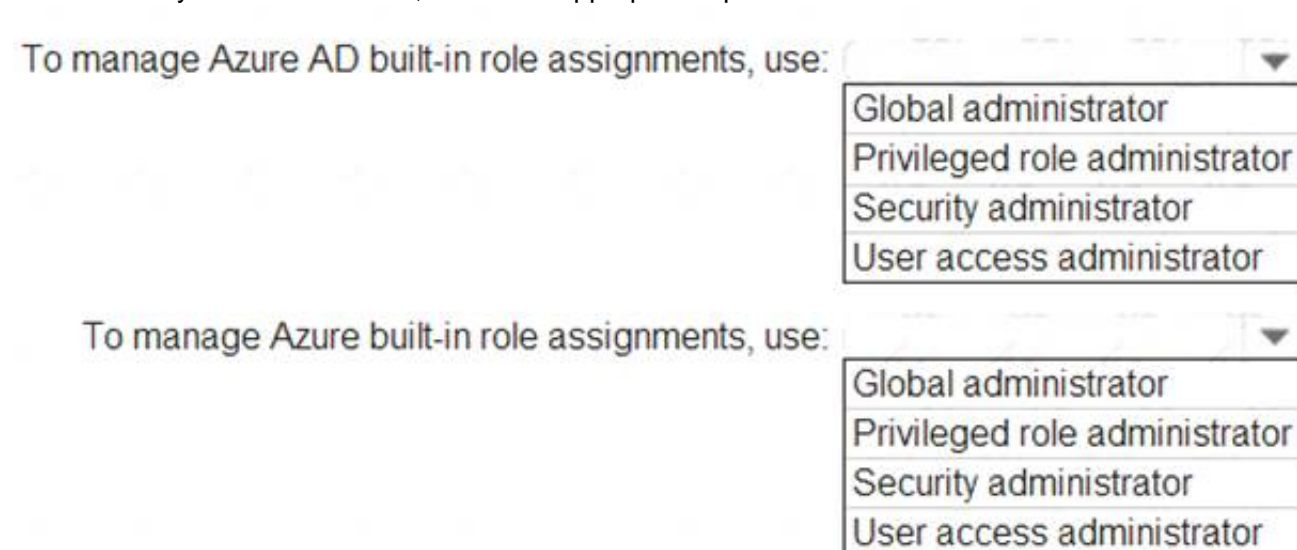 To manage Azure AD built-in role assignments, use:
Global administrator
Privileged role administrator
Security administrator
User access administrator
To manage Azure built-in role assignments, use:
Global administrator
Privileged role administrator
Security administrator
User access administrator